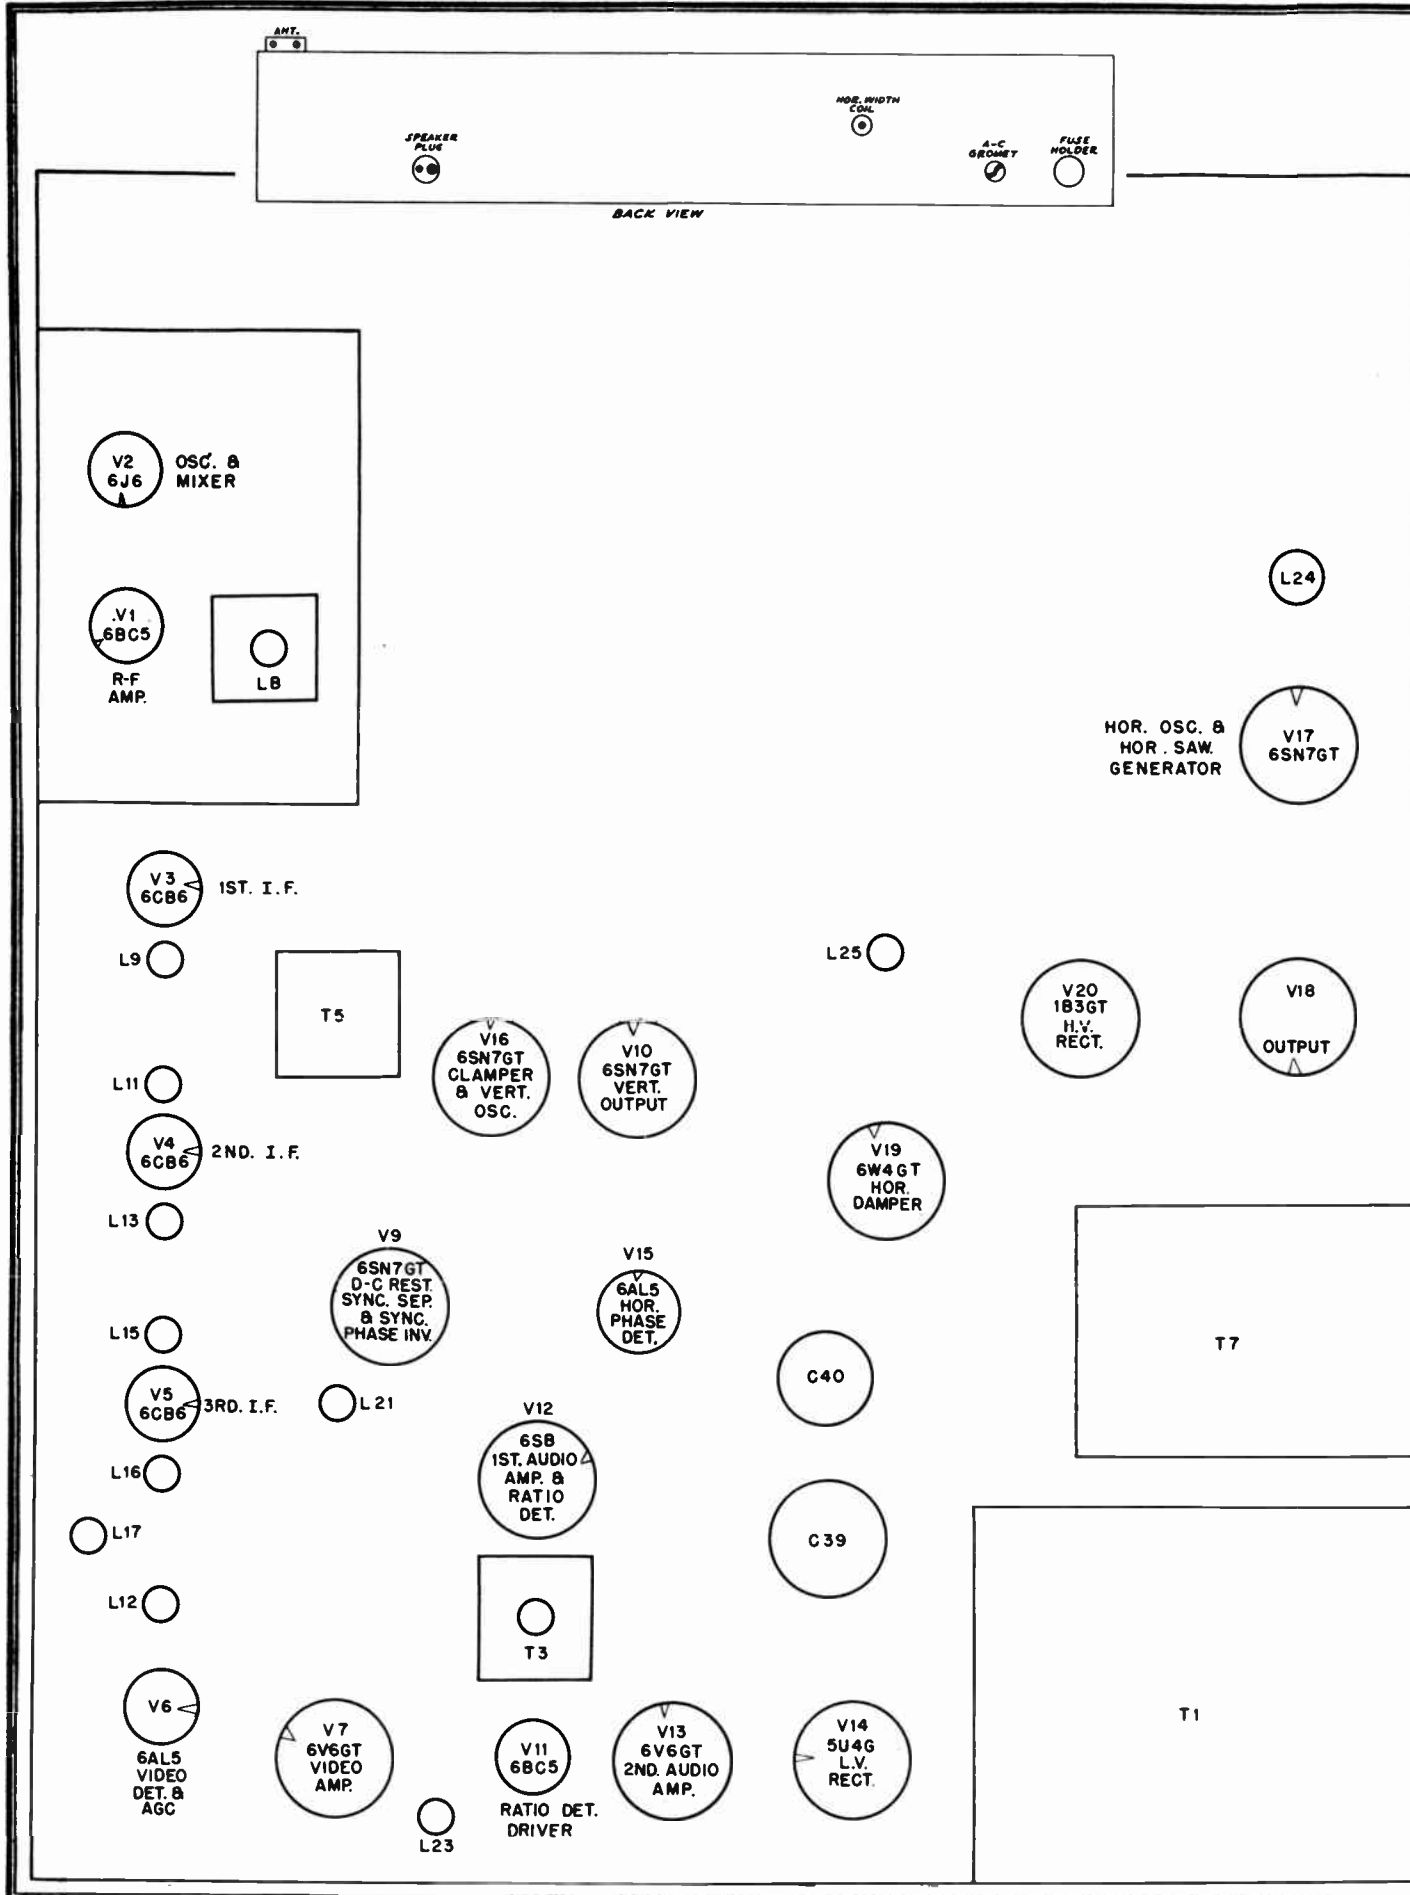 ANT.
HOR. WIDTH
COIL
SPEAKER
PLUG
A-C
GROMET
FUSE
HOLDER
BACK VIEW
V2
6J6
OSC. &
MIXER
L24
V1
6BC5
R-F
AMP.
L8
HOR. OSC. &
HOR. SAW.
GENERATOR
V17
6SN7GT
V3
6CB6
1ST. I.F.
L9
L25
T5
V20
1B3GT
H.V.
RECT.
V18
OUTPUT
V16
6SN7GT
CLAMPER
& VERT.
OSC.
V10
6SN7GT
VERT.
OUTPUT
L11
V4
6CB6
2ND. I.F.
V19
6W4GT
HOR.
DAMPER
L13
V9
6SN7GT
D-C REST.
SYNC. SEP.
& SYNC.
PHASE INV.
V15
6AL5
HOR.
PHASE
DET.
L15
T7
C40
V5
6CB6
3RD. I.F.
L21
V12
6S8
1ST. AUDIO
AMP. &
RATIO
DET.
L16
L17
C39
L12
T3
V6
6AL5
VIDEO
DET. &
AGC
V7
6V6GT
VIDEO
AMP.
V11
6BC5
RATIO DET.
DRIVER
V13
6V6GT
2ND. AUDIO
AMP.
V14
5U4G
L.V.
RECT.
T1
L23